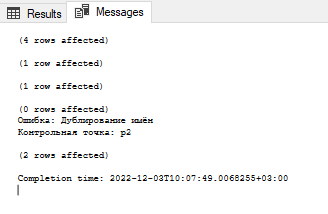 Results Messages
(4 rows affected)
(1 row affected)
(1 row affected)
(0 rows affected)
Ошибка: Дублирование имён
Контрольная точка: p2
(2 rows affected)
Completion time: 2022-12-03T10:07:49.0068255+03:00